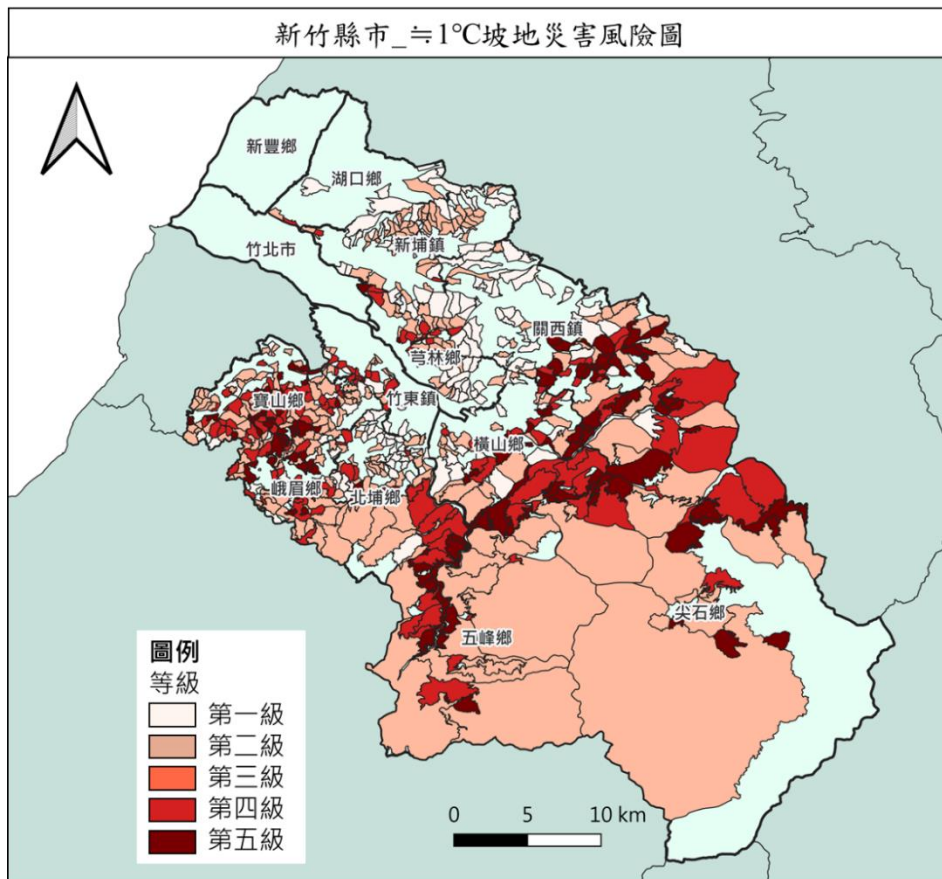 新竹縣市_≒1°C坡地災害風險圖
新豐鄉
湖口鄉
竹北市
新埔鎮
關西鎮
芎林鄉
寶山鄉
竹東鎮
橫山鄉
峨眉鄉
北埔鄉
尖石鄉
五峰鄉
圖例
等級
第一級
第二級
第三級
第四級
第五級
0 5 10 km